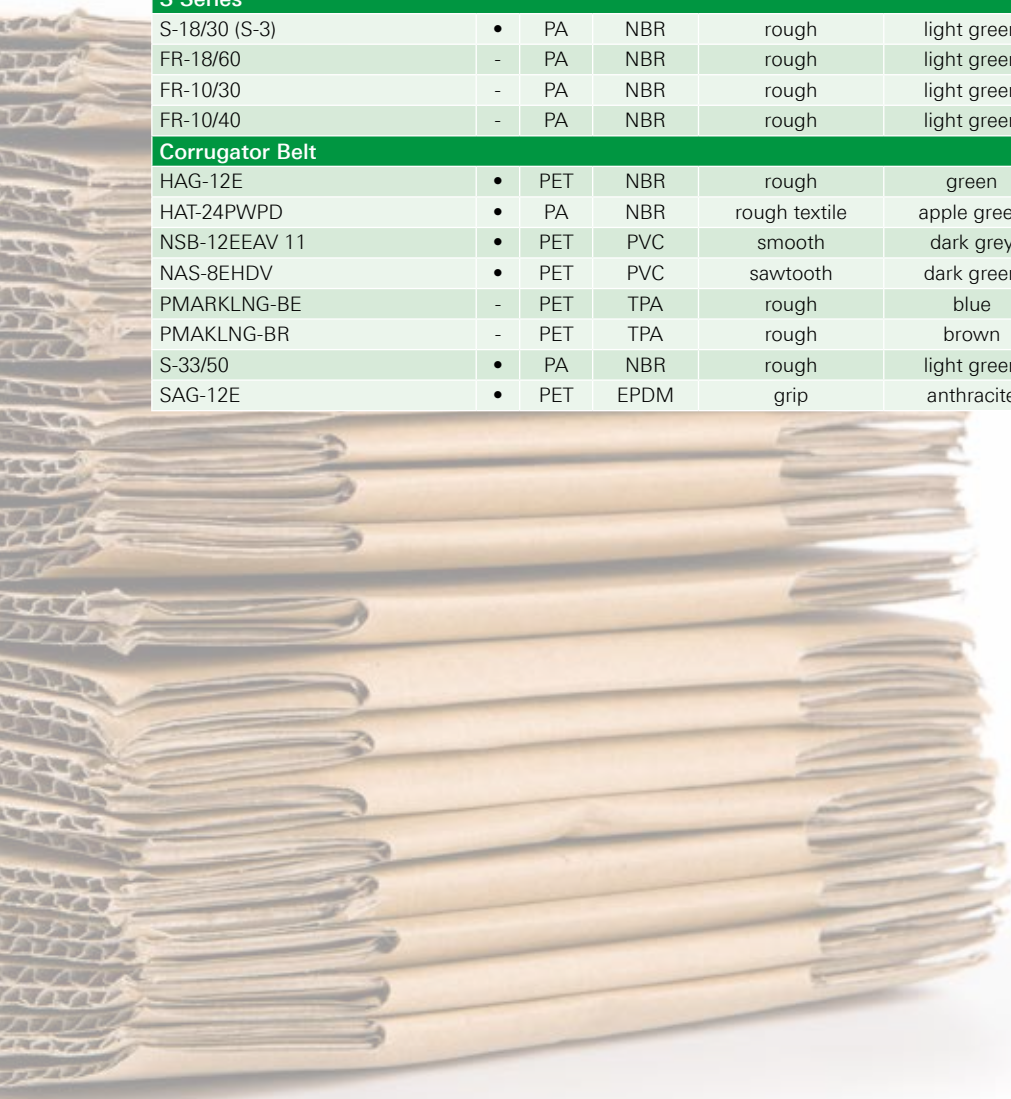 S Series
S-18/30 (S-3) • PA NBR rough light green
FR-18/60 - PA NBR rough light green
FR-10/30 - PA NBR rough light green
FR-10/40 - PA NBR rough light green
Corrugator Belt
HAG-12E • PET NBR rough green
HAT-24PWPD • PA NBR rough textile apple green
NSB-12EEAV 11 • PET PVC smooth dark grey
NAS-8EHDV • PET PVC sawtooth dark green
PMARKLNG-BE - PET TPA rough blue
PMAKLNG-BR - PET TPA rough brown
S-33/50 • PA NBR rough light green
SAG-12E • PET EPDM grip anthracite